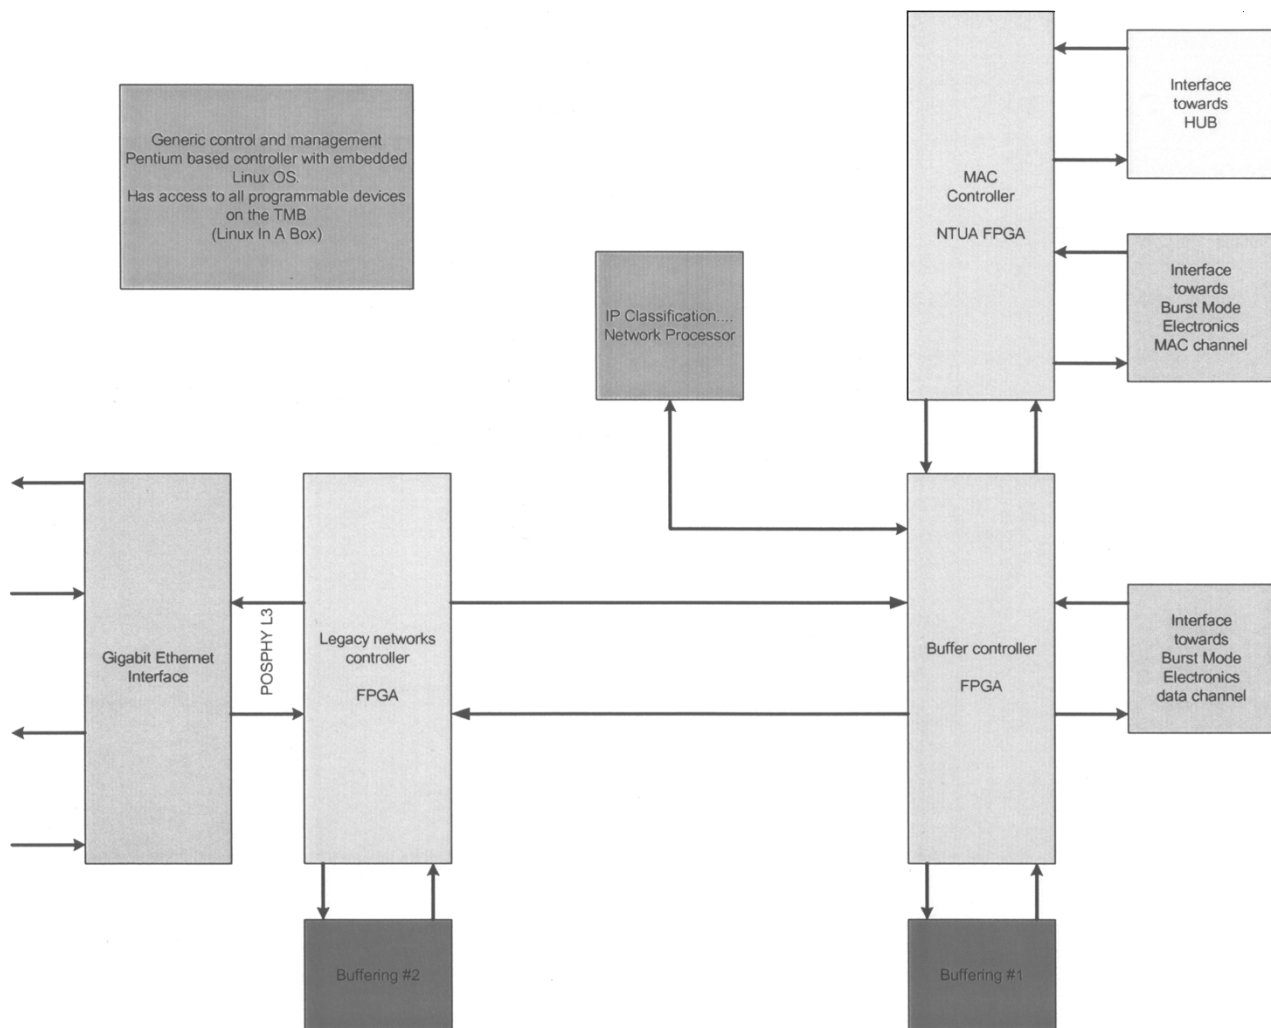 Generic control and management
Pentium based controller with embedded
Linux OS.
Has access to all programmable devices
on the TMB
(Linux In A Box)
Interface
towards
HUB
MAC
Controller
NTUA FPGA
Interface
towards
Burst Mode
Electronics
MAC channel
IP Classification....
Network Processor
Gigabit Ethernet
Interface
POSPHY L3
Legacy networks
controller
FPGA
Buffer controller
FPGA
Interface
towards
Burst Mode
Electronics
data channel
Buffering #2
Buffering #1